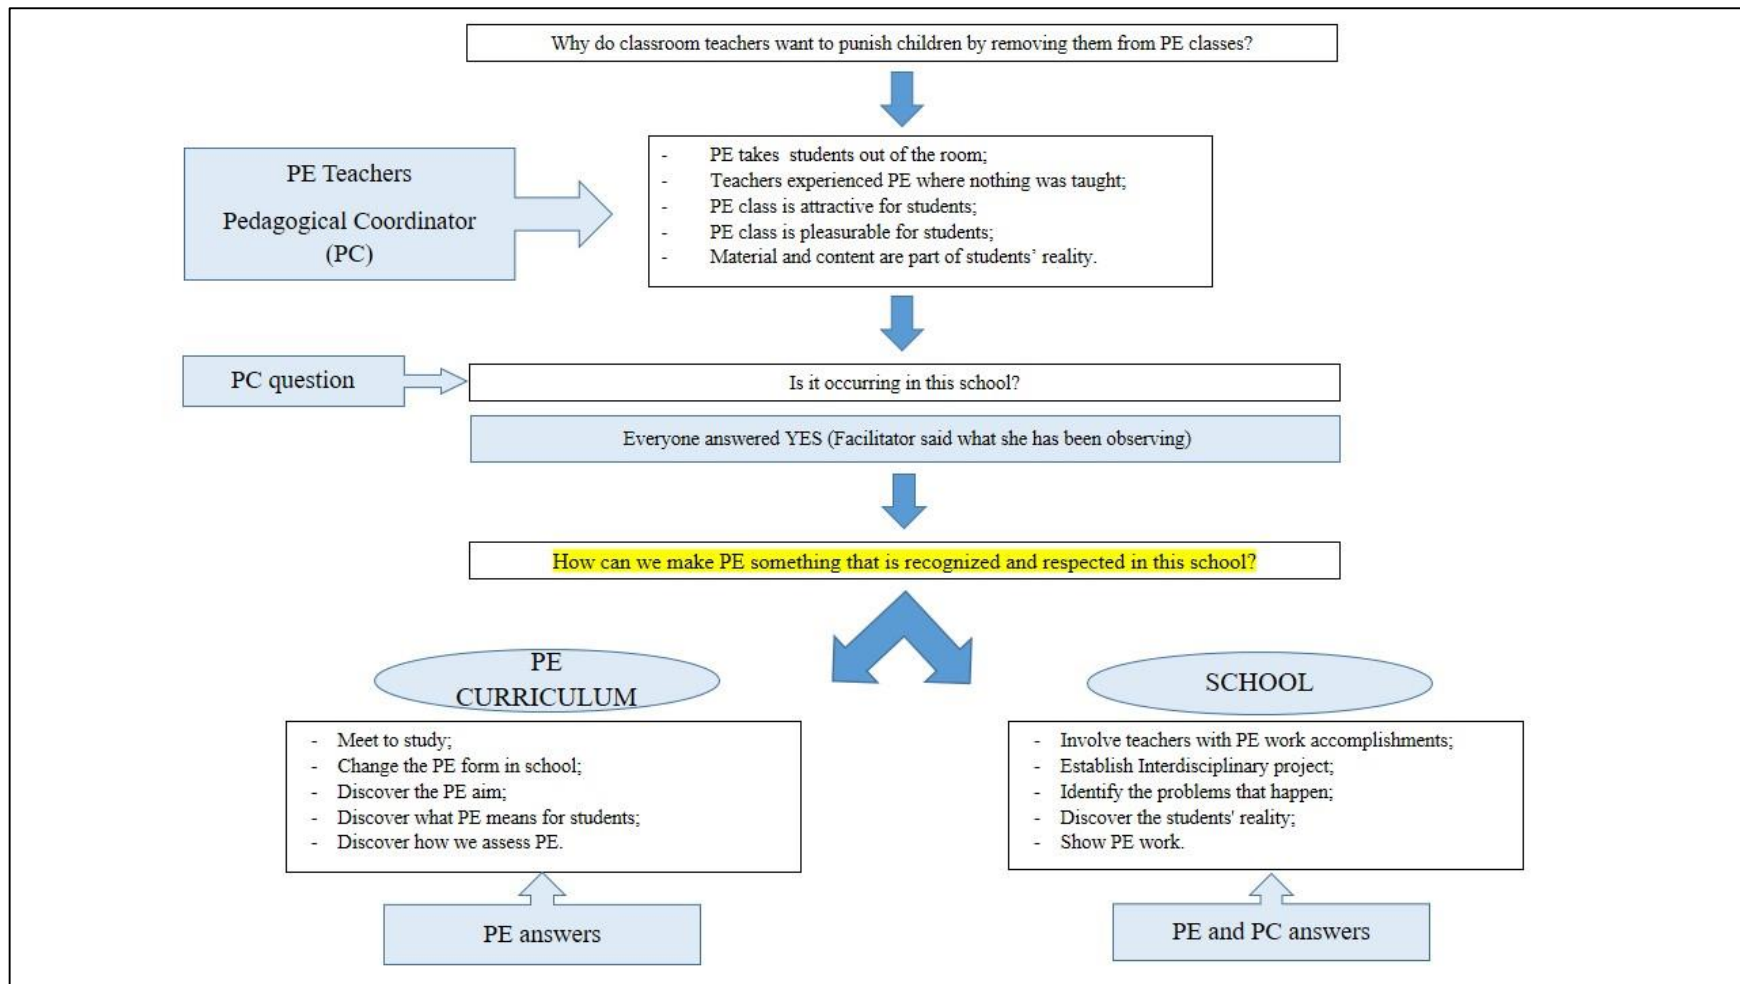 Why do classroom teachers want to punish children by removing them from PE classes?
PE Teachers
Pedagogical Coordinator
(PC)
- PE takes students out of the room;
- Teachers experienced PE where nothing was taught;
- PE class is attractive for students;
- PE class is pleasurable for students;
- Material and content are part of students’ reality.
PC question
Is it occurring in this school?
Everyone answered YES (Facilitator said what she has been observing)
How can we make PE something that is recognized and respected in this school?
PE
CURRICULUM
- Meet to study;
- Change the PE form in school;
- Discover the PE aim;
- Discover what PE means for students;
- Discover how we assess PE.
PE answers
SCHOOL
- Involve teachers with PE work accomplishments;
- Establish Interdisciplinary project;
- Identify the problems that happen;
- Discover the students' reality;
- Show PE work.
PE and PC answers